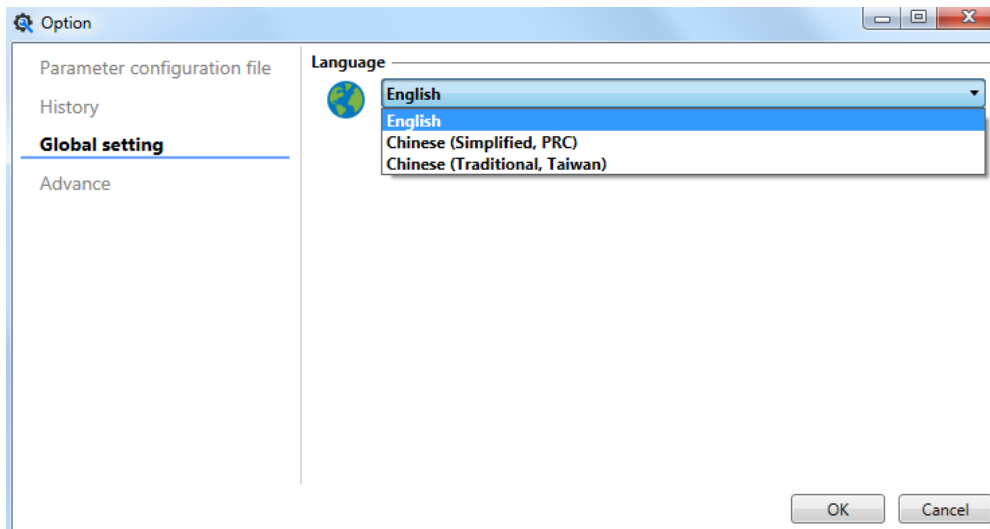 Option
Parameter configuration file
History
Global setting
Advance
Language
English
English
Chinese (Simplified, PRC)
Chinese (Traditional, Taiwan)
OK
Cancel